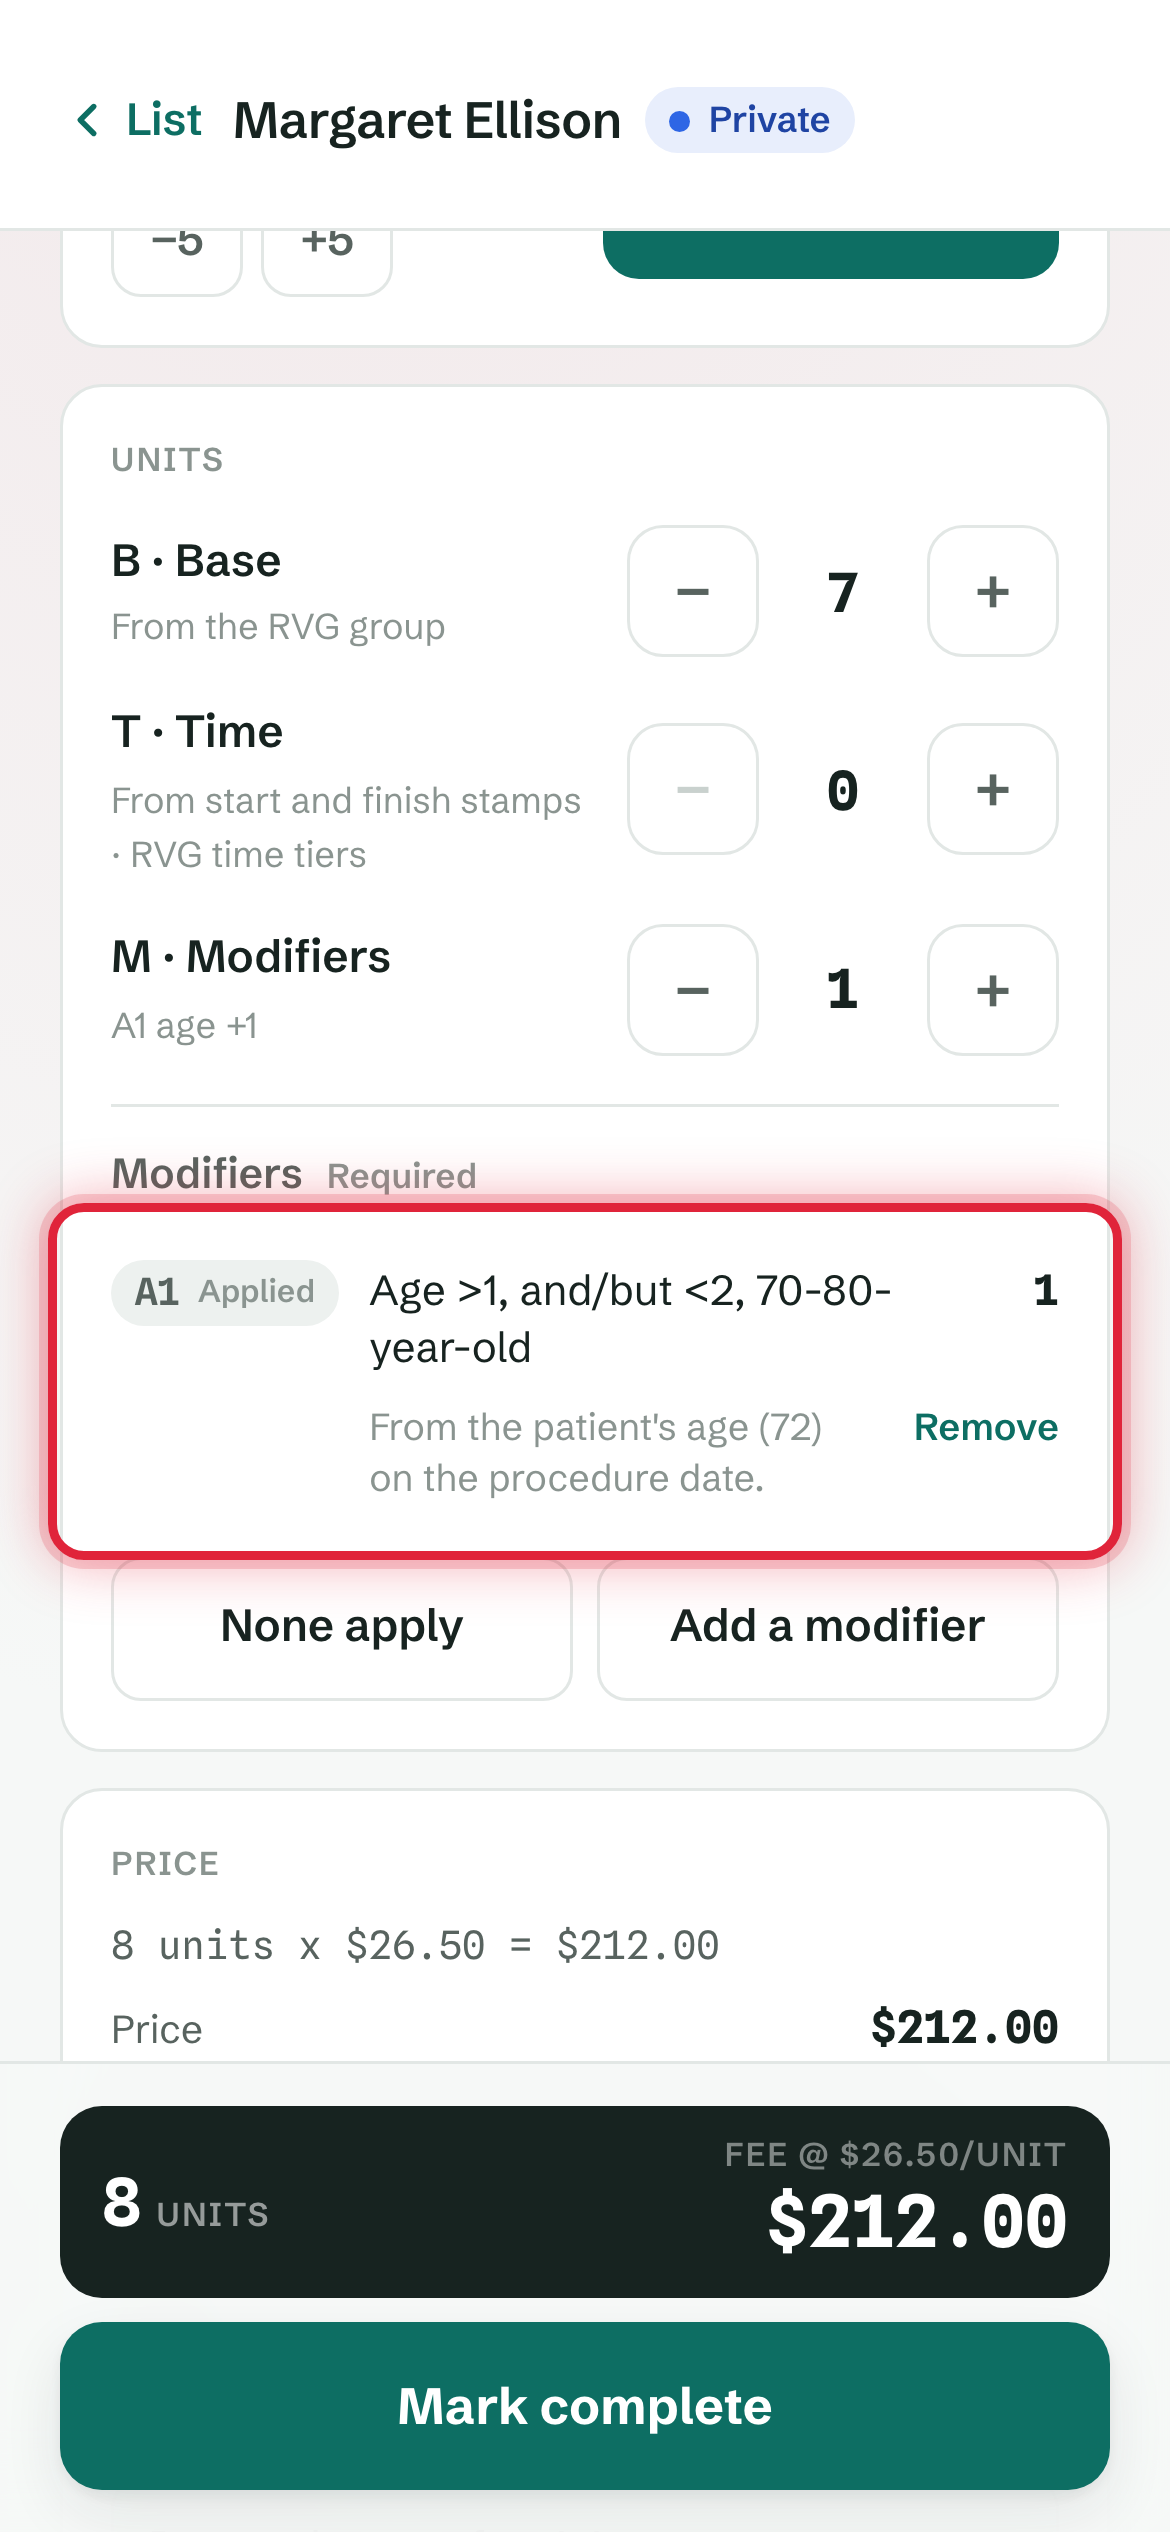 List Margaret Ellison Private
−5 +5
UNITS
B · Base
From the RVG group
− 7 +
T · Time
From start and finish stamps
· RVG time tiers
− 0 +
M · Modifiers
A1 age +1
− 1 +
Modifiers Required
A1 Applied Age >1, and/but <2, 70-80- 1
year-old
From the patient's age (72) Remove
on the procedure date.
None apply Add a modifier
PRICE
8 units x $26.50 = $212.00
Price $212.00
FEE @ $26.50/UNIT
8 UNITS $212.00
Mark complete